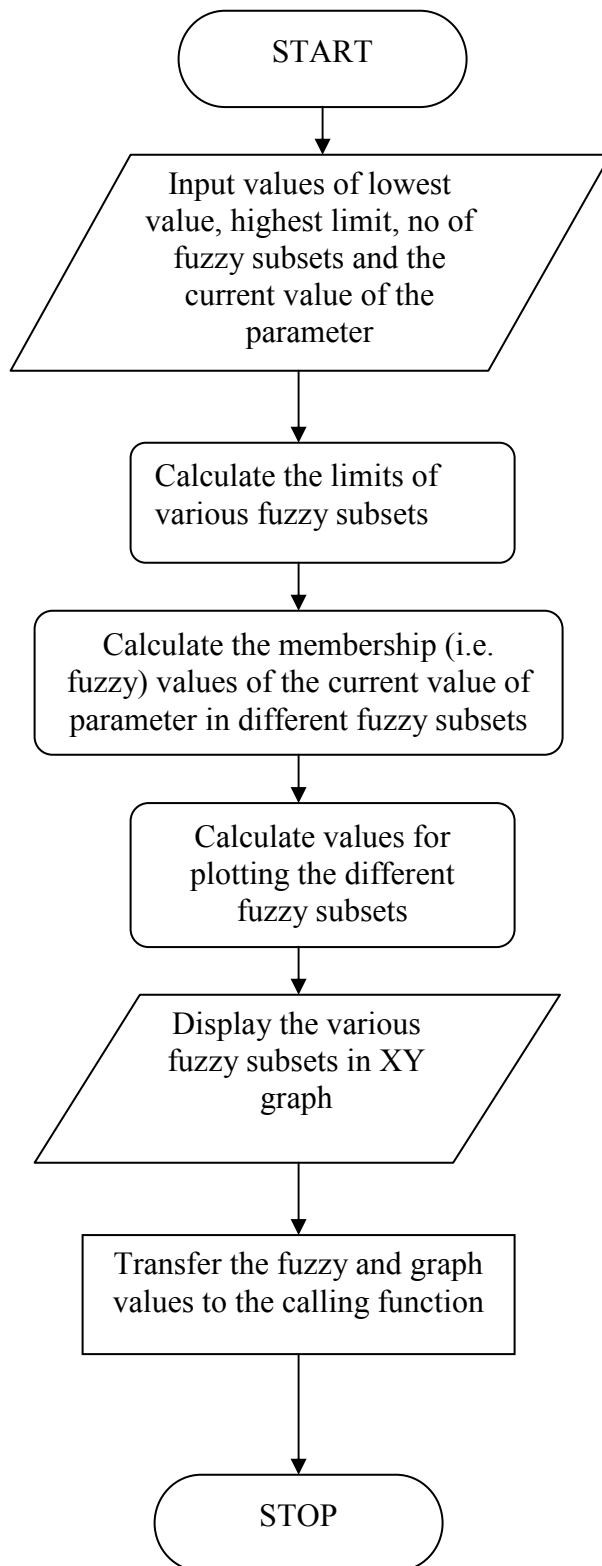 START
Input values of lowest
value, highest limit, no of
fuzzy subsets and the
current value of the
parameter
Calculate the limits of
various fuzzy subsets
Calculate the membership (i.e.
fuzzy) values of the current value of
parameter in different fuzzy subsets
Calculate values for
plotting the different
fuzzy subsets
Display the various
fuzzy subsets in XY
graph
Transfer the fuzzy and graph
values to the calling function
STOP